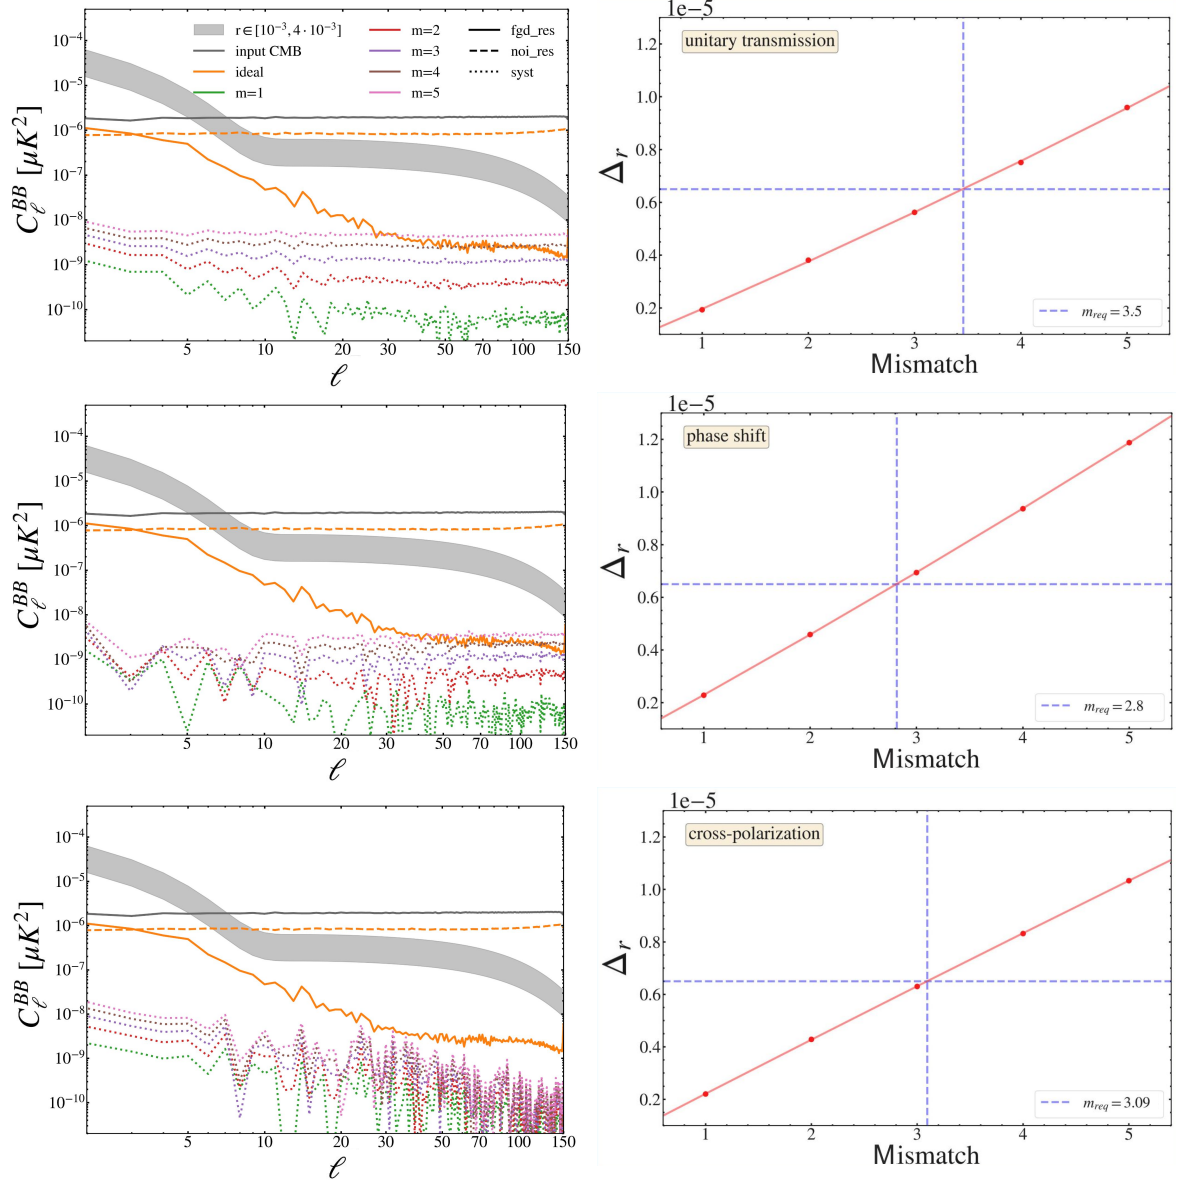 r∈[10⁻³, 4·10⁻³]
input CMB
ideal
m=1
m=2
m=3
m=4
m=5
fgd_res
noi_res
syst
10⁻⁴
10⁻⁵
10⁻⁶
10⁻⁷
10⁻⁸
10⁻⁹
10⁻¹⁰
C_ℓ^BB [μK²]
5 10 20 30 50 70 100 150
ℓ
1e−5
unitary transmission
1.2
1.0
0.8
0.6
0.4
0.2
Δ_r
m_req = 3.5
1 2 3 4 5
Mismatch
10⁻⁴
10⁻⁵
10⁻⁶
10⁻⁷
10⁻⁸
10⁻⁹
10⁻¹⁰
C_ℓ^BB [μK²]
5 10 20 30 50 70 100 150
ℓ
1e−5
phase shift
1.2
1.0
0.8
0.6
0.4
0.2
Δ_r
m_req = 2.8
1 2 3 4 5
Mismatch
10⁻⁴
10⁻⁵
10⁻⁶
10⁻⁷
10⁻⁸
10⁻⁹
10⁻¹⁰
C_ℓ^BB [μK²]
5 10 20 30 50 70 100 150
ℓ
1e−5
cross-polarization
1.2
1.0
0.8
0.6
0.4
0.2
Δ_r
m_req = 3.09
1 2 3 4 5
Mismatch